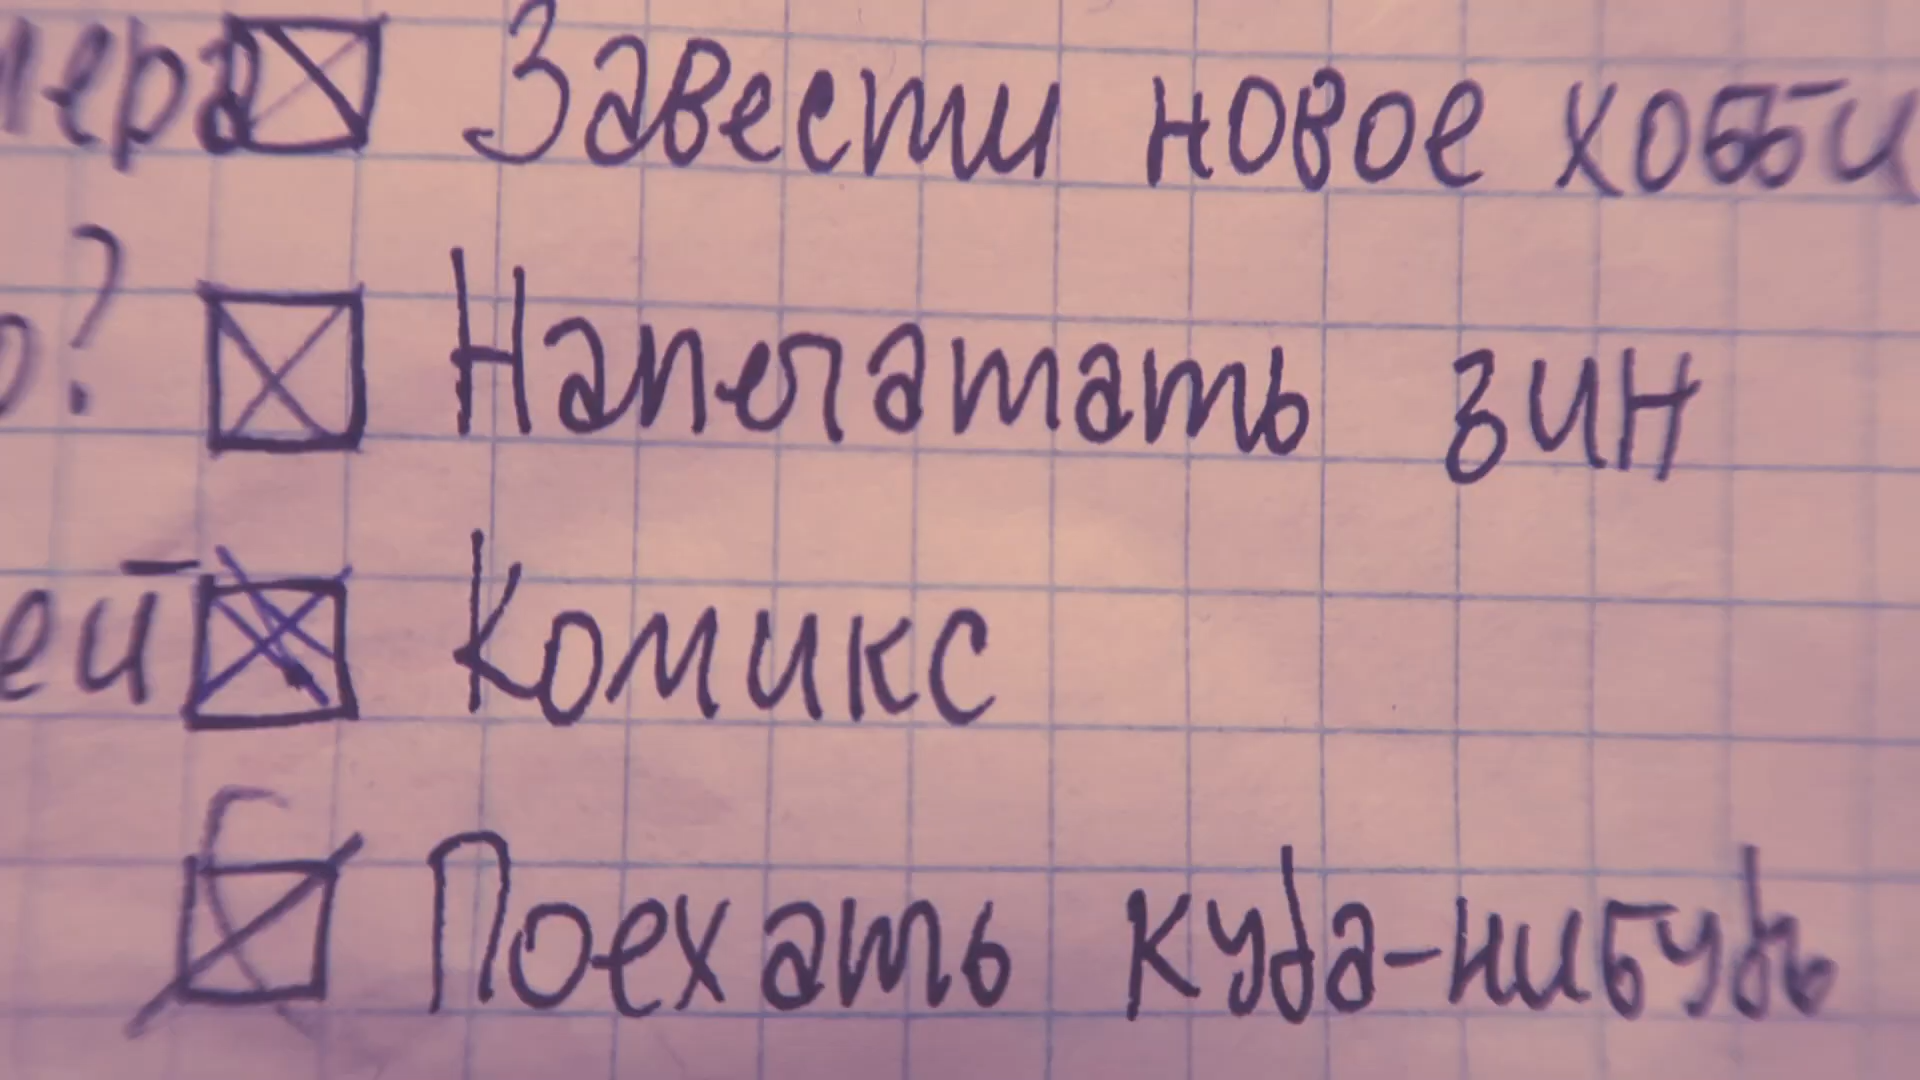 Завести новое хобби
Напечатать зин
Комикс
Поехать куда-нибудь